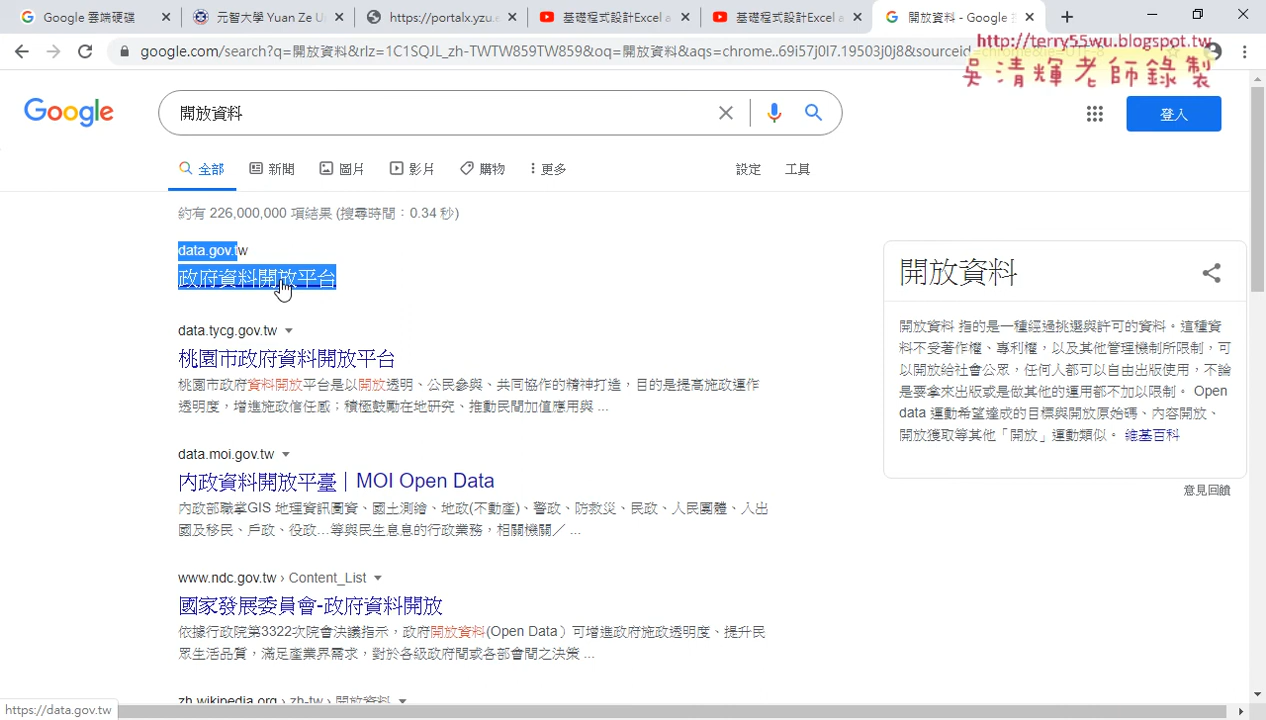 Google 雲端硬碟
元智大學 Yuan Ze U
https://portalx.yzu.e
基礎程式設計Excel a
基礎程式設計Excel a
開放資料 - Google
google.com/search?q=開放資料&rlz=1C1SQJL_zh-TWTW859TW859&oq=開放資料&aqs=chrome..69i57j0l7.19503j0j8&sourceid
http://terry55wu.blogspot.tw
吳清輝老師錄製
Google
開放資料
登入
全部
新聞
圖片
影片
購物
更多
設定
工具
約有 226,000,000 項結果 (搜尋時間：0.34 秒)
data.gov.tw
政府資料開放平台
data.tycg.gov.tw
桃園市政府資料開放平台
桃園市政府資料開放平台是以開放透明、公民參與、共同協作的精神打造，目的是提高施政運作
透明度，增進施政信任感；積極鼓勵在地研究、推動民間加值應用與 ...
data.moi.gov.tw
內政資料開放平臺｜MOI Open Data
內政部職掌GIS 地理資訊圖資、國土測繪、地政(不動產)、警政、防救災、民政、人民團體、入出
國及移民、戶政、役政…等與民生息息的行政業務，相關機關／ ...
www.ndc.gov.tw › Content_List
國家發展委員會-政府資料開放
依據行政院第3322次院會決議指示，政府開放資料(Open Data）可增進政府施政透明度、提升民
眾生活品質，滿足產業界需求，對於各級政府間或各部會間之決策 ...
zh.wikipedia.org › zh-tw › 開放資料
開放資料
開放資料 指的是一種經過挑選與許可的資料。這種資
料不受著作權、專利權，以及其他管理機制所限制，可
以開放給社會公眾，任何人都可以自由出版使用，不論
是要拿來出版或是做其他的運用都不加以限制。 Open
data 運動希望達成的目標與開放原始碼、內容開放、
開放獲取等其他「開放」運動類似。 維基百科
意見回饋
https://data.gov.tw